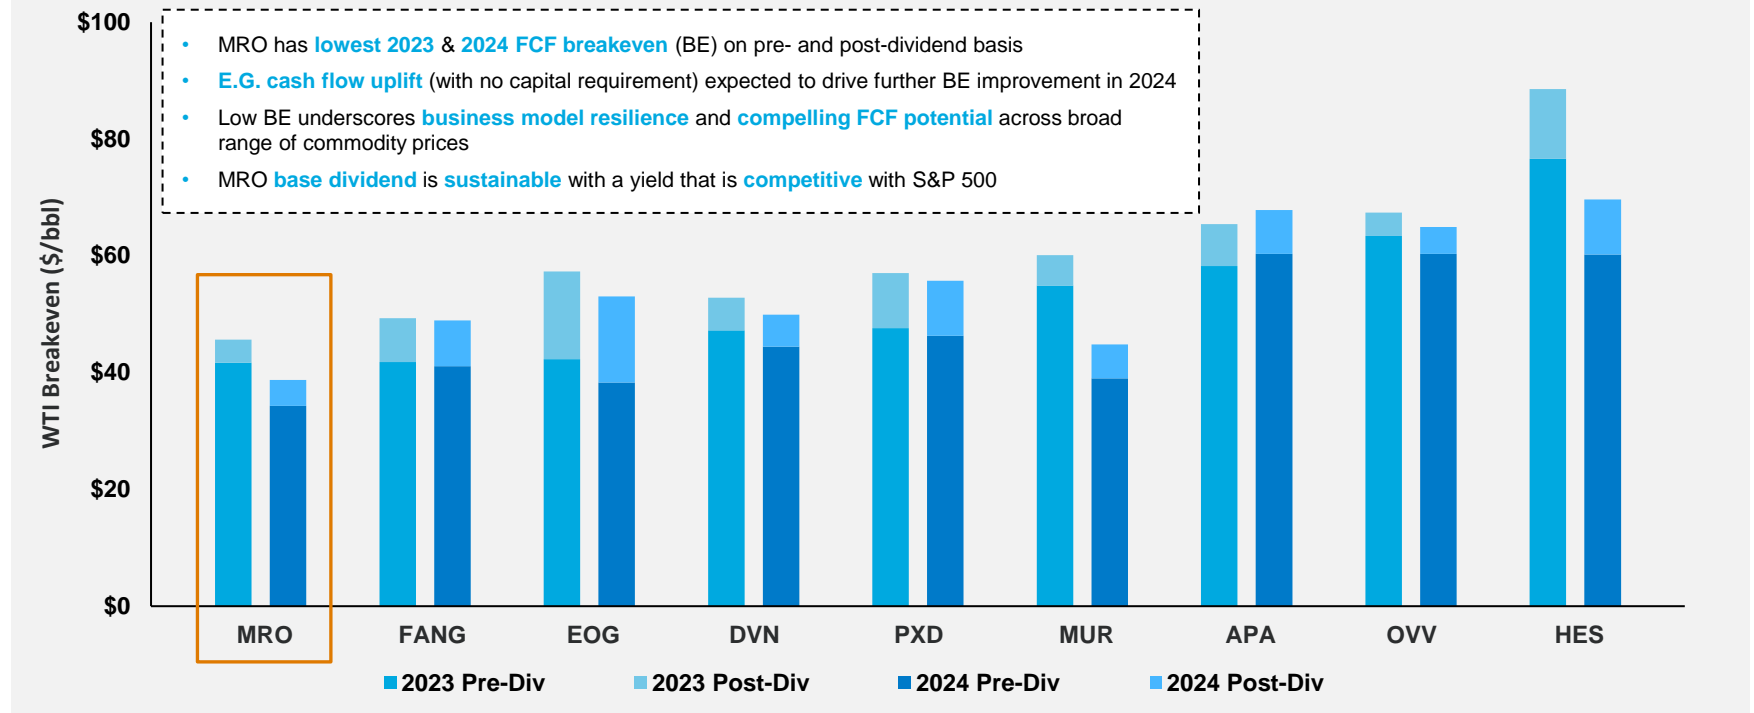 $100
$80
$60
$40
$20
$0
WTI Breakeven ($/bbl)
• MRO has lowest 2023 & 2024 FCF breakeven (BE) on pre- and post-dividend basis
• E.G. cash flow uplift (with no capital requirement) expected to drive further BE improvement in 2024
• Low BE underscores business model resilience and compelling FCF potential across broad
range of commodity prices
• MRO base dividend is sustainable with a yield that is competitive with S&P 500
MRO FANG EOG DVN PXD MUR APA OVV HES
2023 Pre-Div 2023 Post-Div 2024 Pre-Div 2024 Post-Div